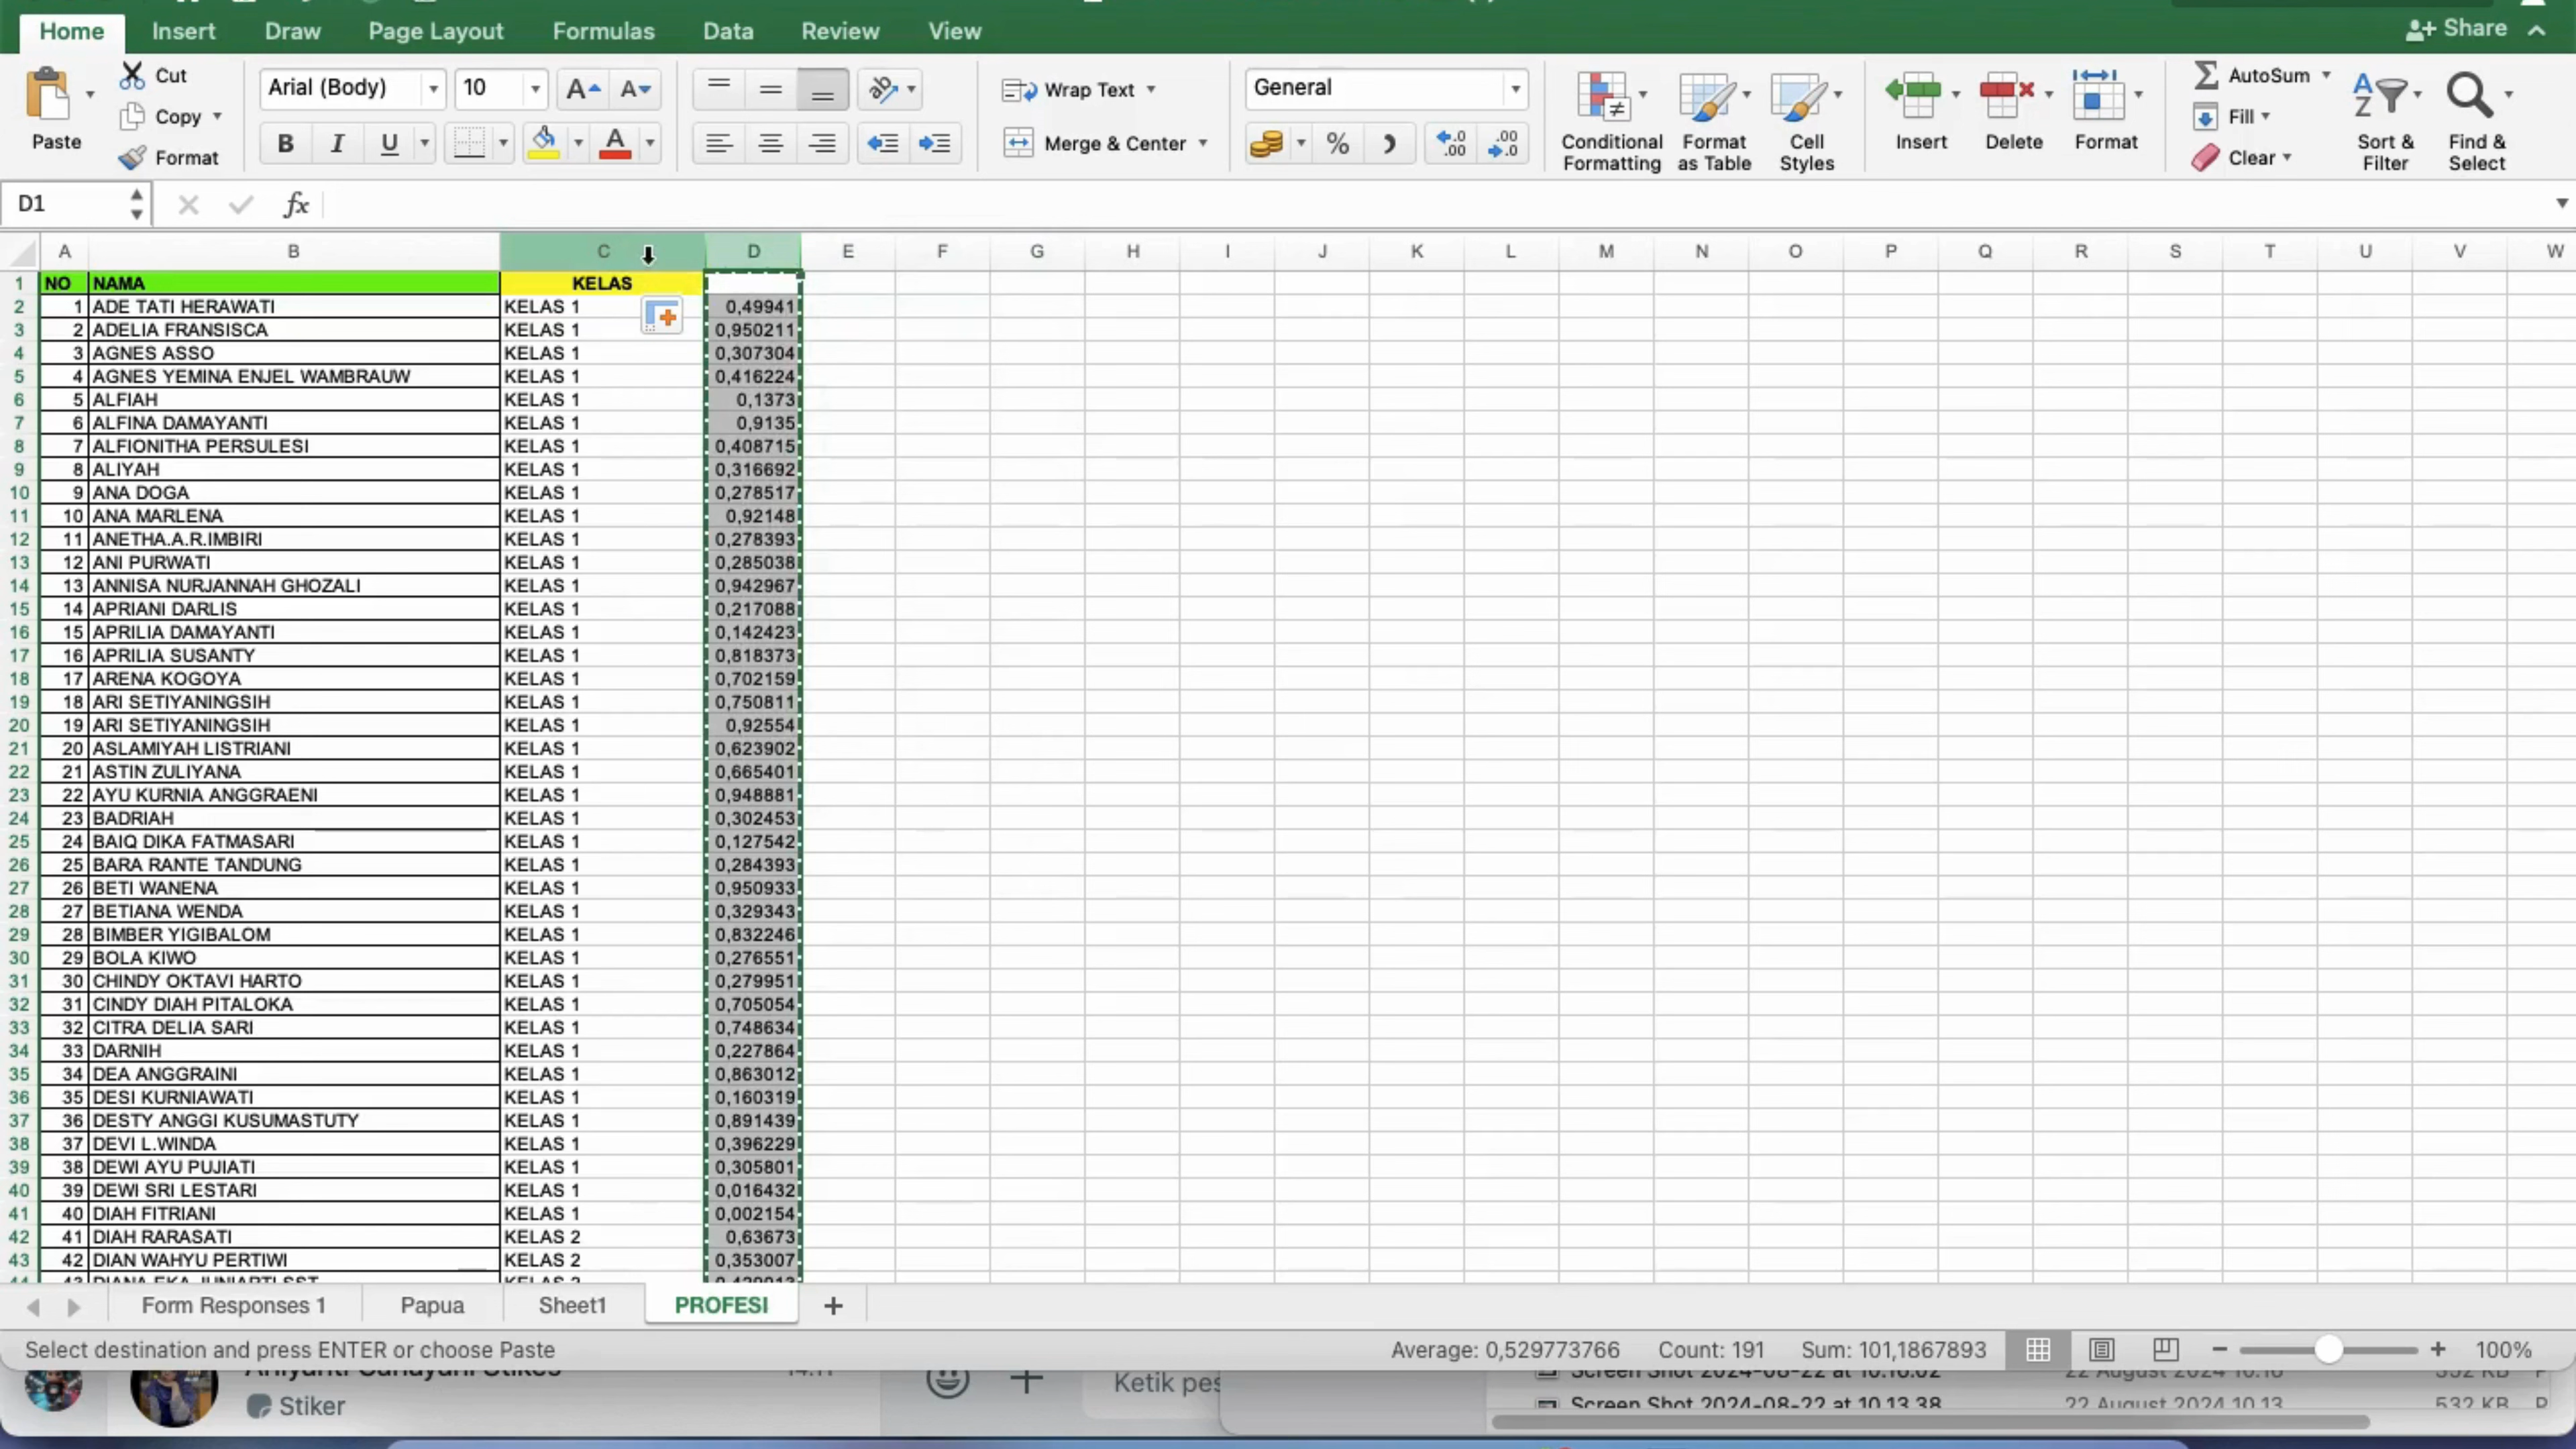 Home Insert Draw Page Layout Formulas Data Review View Share
Cut
Copy
Format
Paste
Arial (Body) 10
B I U
Wrap Text
Merge & Center
General
%
Conditional Formatting
Format as Table
Cell Styles
Insert
Delete
Format
AutoSum
Fill
Clear
Sort & Filter
Find & Select
D1 fx
A B C D E F G H I J K L M N O P Q R S T U V W
1 NO NAMA KELAS
2 1 ADE TATI HERAWATI KELAS 1 0,49941
3 2 ADELIA FRANSISCA KELAS 1 0,950211
4 3 AGNES ASSO KELAS 1 0,307304
5 4 AGNES YEMINA ENJEL WAMBRAUW KELAS 1 0,416224
6 5 ALFIAH KELAS 1 0,1373
7 6 ALFINA DAMAYANTI KELAS 1 0,9135
8 7 ALFIONITHA PERSULESI KELAS 1 0,408715
9 8 ALIYAH KELAS 1 0,316692
10 9 ANA DOGA KELAS 1 0,278517
11 10 ANA MARLENA KELAS 1 0,92148
12 11 ANETHA.A.R.IMBIRI KELAS 1 0,278393
13 12 ANI PURWATI KELAS 1 0,285038
14 13 ANNISA NURJANNAH GHOZALI KELAS 1 0,942967
15 14 APRIANI DARLIS KELAS 1 0,217088
16 15 APRILIA DAMAYANTI KELAS 1 0,142423
17 16 APRILIA SUSANTY KELAS 1 0,818373
18 17 ARENA KOGOYA KELAS 1 0,702159
19 18 ARI SETIYANINGSIH KELAS 1 0,750811
20 19 ARI SETIYANINGSIH KELAS 1 0,92554
21 20 ASLAMIYAH LISTRIANI KELAS 1 0,623902
22 21 ASTIN ZULIYANA KELAS 1 0,665401
23 22 AYU KURNIA ANGGRAENI KELAS 1 0,948881
24 23 BADRIAH KELAS 1 0,302453
25 24 BAIQ DIKA FATMASARI KELAS 1 0,127542
26 25 BARA RANTE TANDUNG KELAS 1 0,284393
27 26 BETI WANENA KELAS 1 0,950933
28 27 BETIANA WENDA KELAS 1 0,329343
29 28 BIMBER YIGIBALOM KELAS 1 0,832246
30 29 BOLA KIWO KELAS 1 0,276551
31 30 CHINDY OKTAVI HARTO KELAS 1 0,279951
32 31 CINDY DIAH PITALOKA KELAS 1 0,705054
33 32 CITRA DELIA SARI KELAS 1 0,748634
34 33 DARNIH KELAS 1 0,227864
35 34 DEA ANGGRAINI KELAS 1 0,863012
36 35 DESI KURNIAWATI KELAS 1 0,160319
37 36 DESTY ANGGI KUSUMASTUTY KELAS 1 0,891439
38 37 DEVI L.WINDA KELAS 1 0,396229
39 38 DEWI AYU PUJIATI KELAS 1 0,305801
40 39 DEWI SRI LESTARI KELAS 1 0,016432
41 40 DIAH FITRIANI KELAS 1 0,002154
42 41 DIAH RARASATI KELAS 2 0,63673
43 42 DIAN WAHYU PERTIWI KELAS 2 0,353007
Form Responses 1 Papua Sheet1 PROFESI +
Select destination and press ENTER or choose Paste Average: 0,529773766 Count: 191 Sum: 101,1867893 100%
Stiker
Ketik pes
Screen Shot 2024-08-22 at 10.13.38 22 August 2024 10.13 532 KB